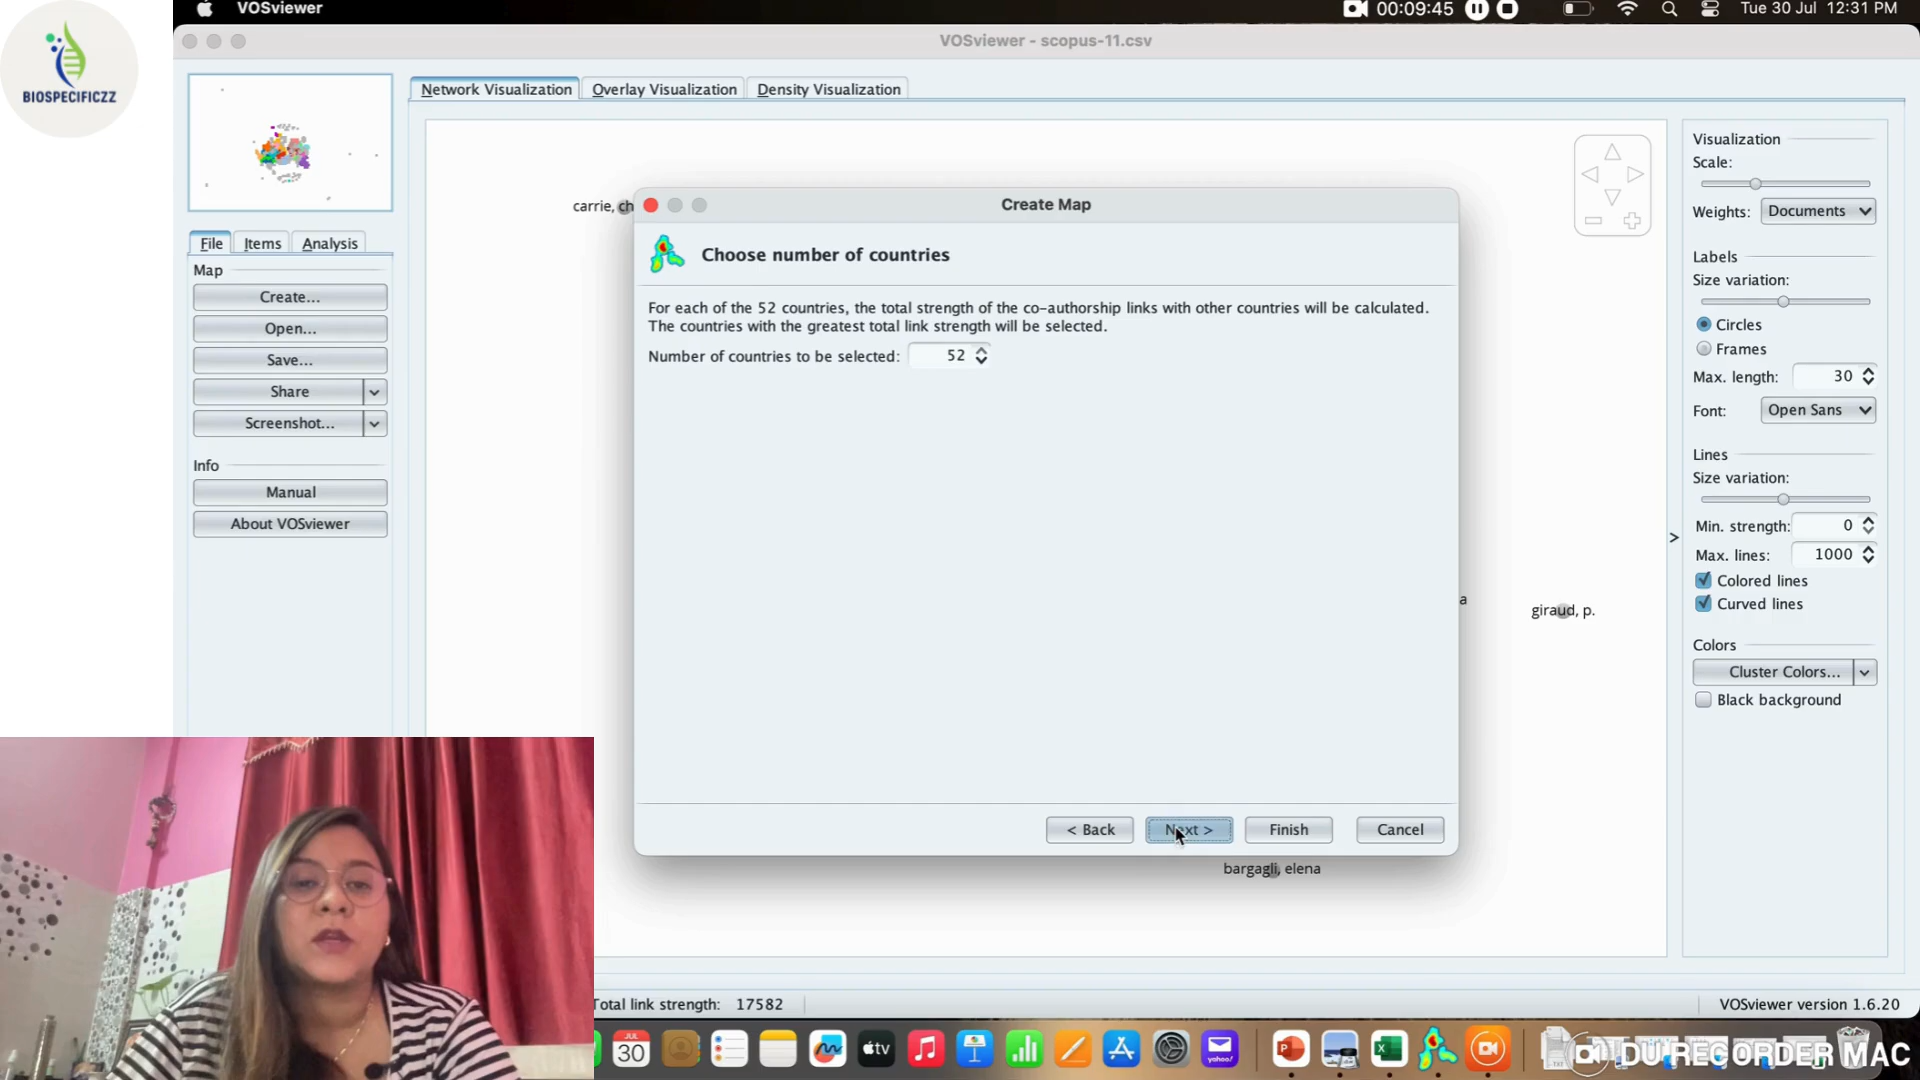 VOSviewer
00:09:45
Tue 30 Jul 12:31 PM
BIOSPECIFICZZ
VOSviewer - scopus-11.csv
Network Visualization
Overlay Visualization
Density Visualization
File
Items
Analysis
Map
Create...
Open...
Save...
Share
Screenshot...
Info
Manual
About VOSviewer
carrie, ch
Create Map
Choose number of countries
For each of the 52 countries, the total strength of the co-authorship links with other countries will be calculated.
The countries with the greatest total link strength will be selected.
Number of countries to be selected: 52
< Back
Next >
Finish
Cancel
a
giraud, p.
bargagli, elena
Visualization
Scale:
Weights: Documents
Labels
Size variation:
Circles
Frames
Max. length: 30
Font: Open Sans
Lines
Size variation:
Min. strength: 0
Max. lines: 1000
Colored lines
Curved lines
Colors
Cluster Colors...
Black background
>
Total link strength: 17582
VOSviewer version 1.6.20
JUL
30
tv
yahoo!
DU RECORDER MAC